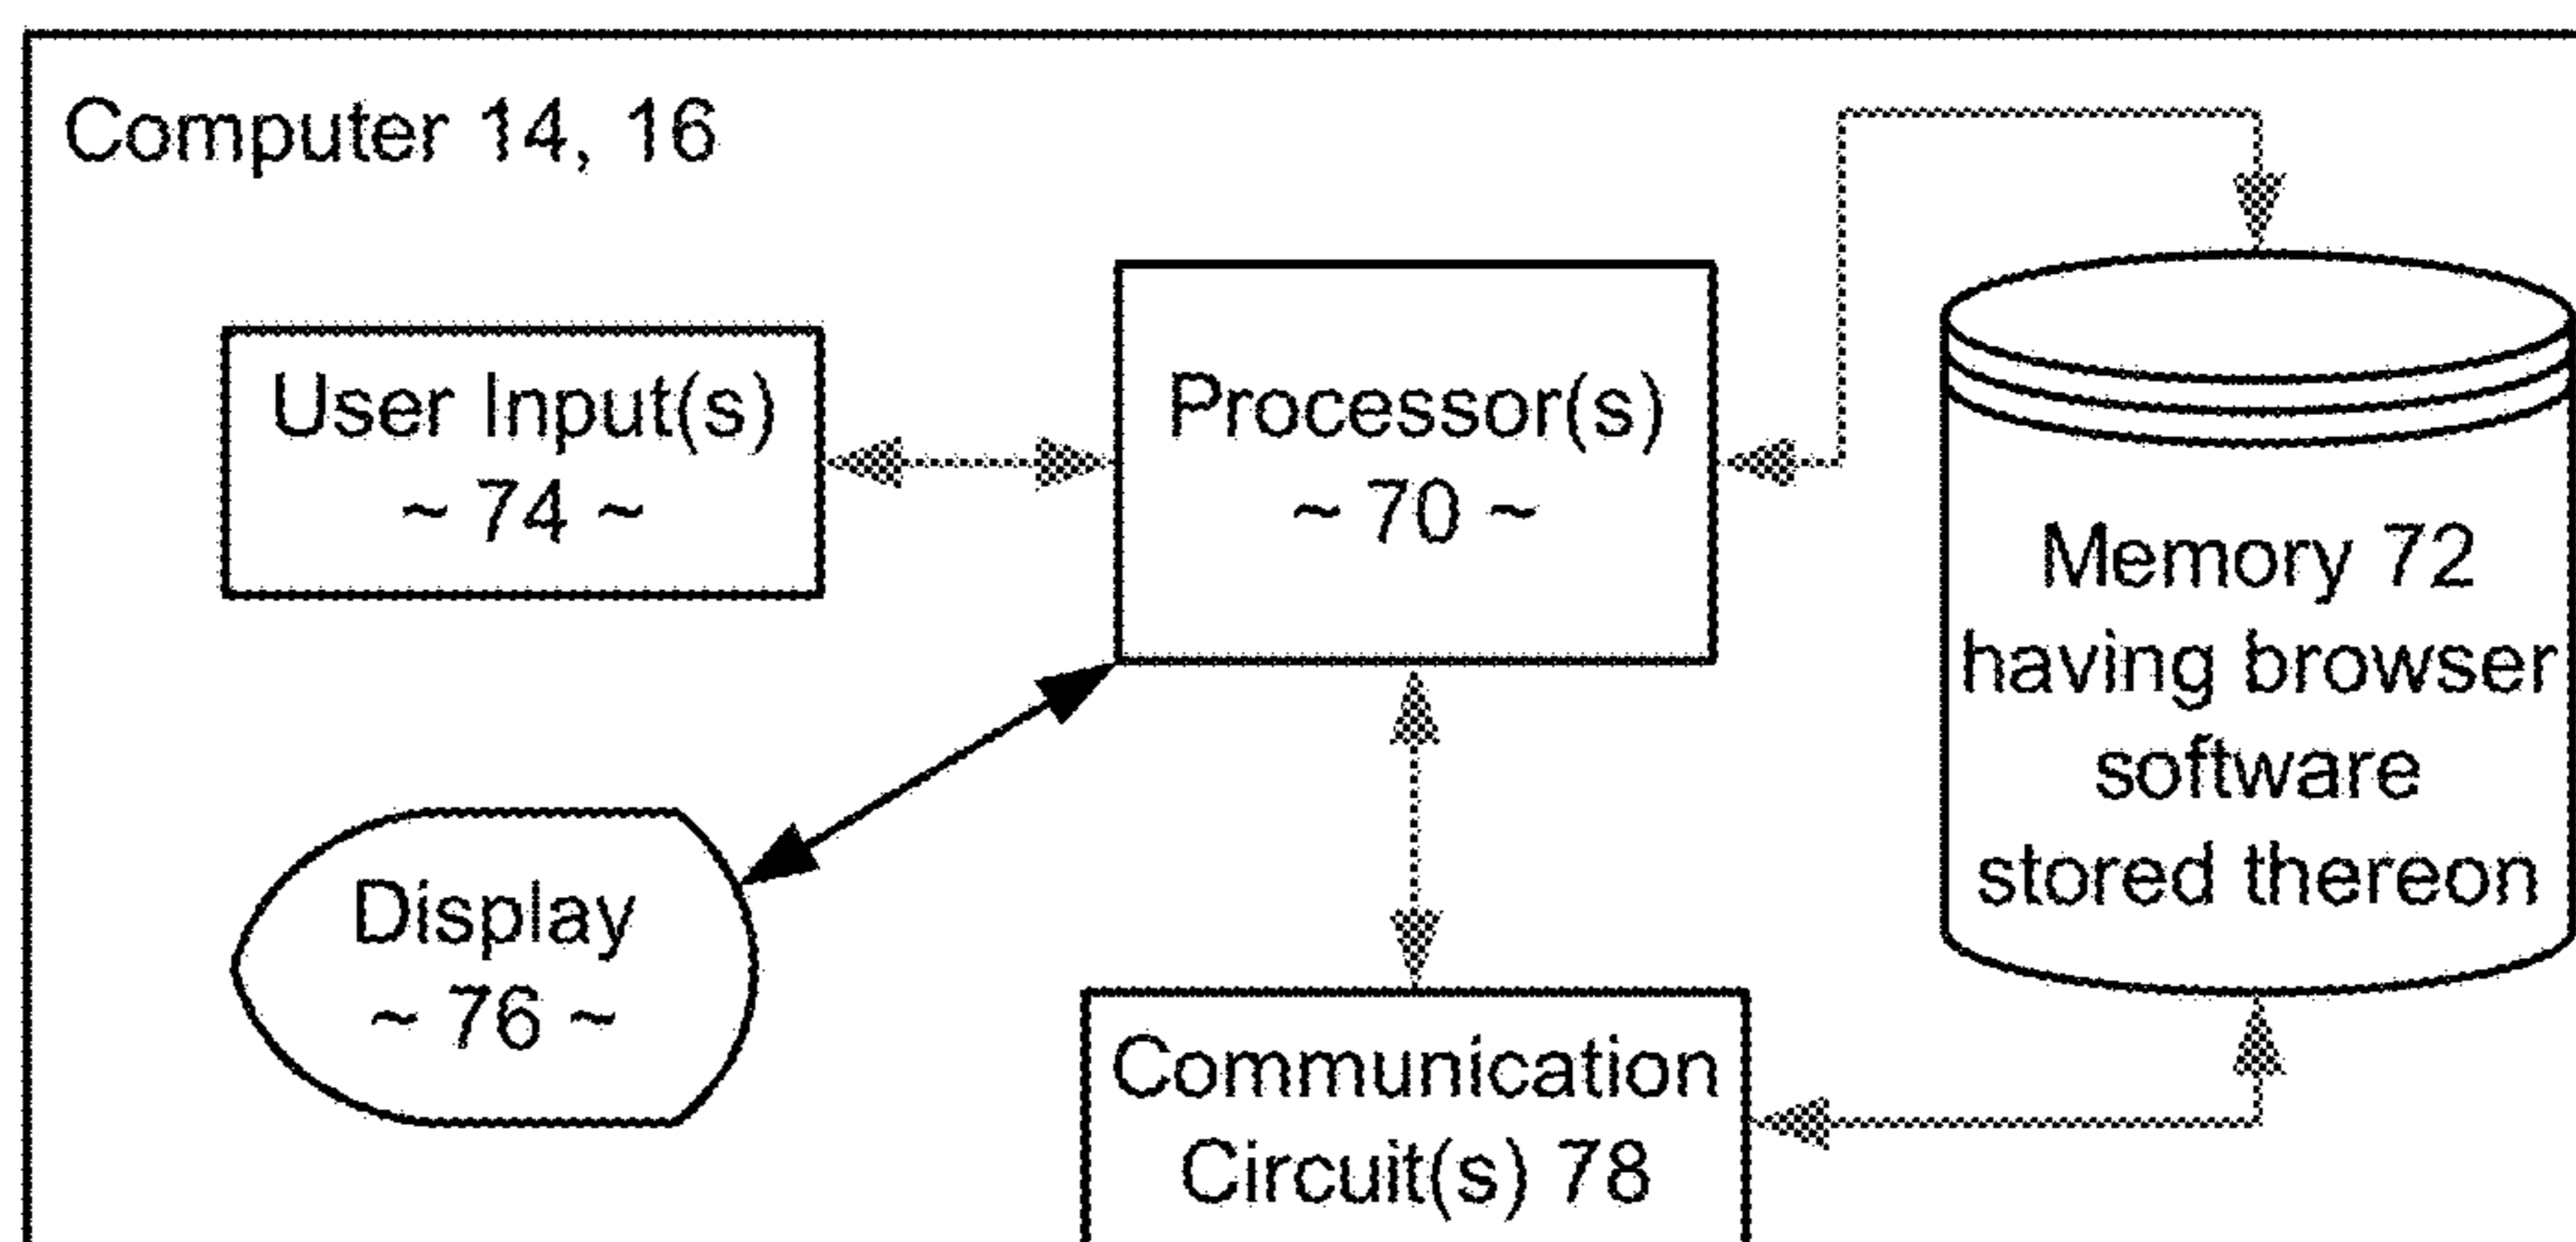 Computer 14, 16
User Input(s)
~ 74 ~
Processor(s)
~ 70 ~
Memory 72
having browser
software
stored thereon
Display
~ 76 ~
Communication
Circuit(s) 78